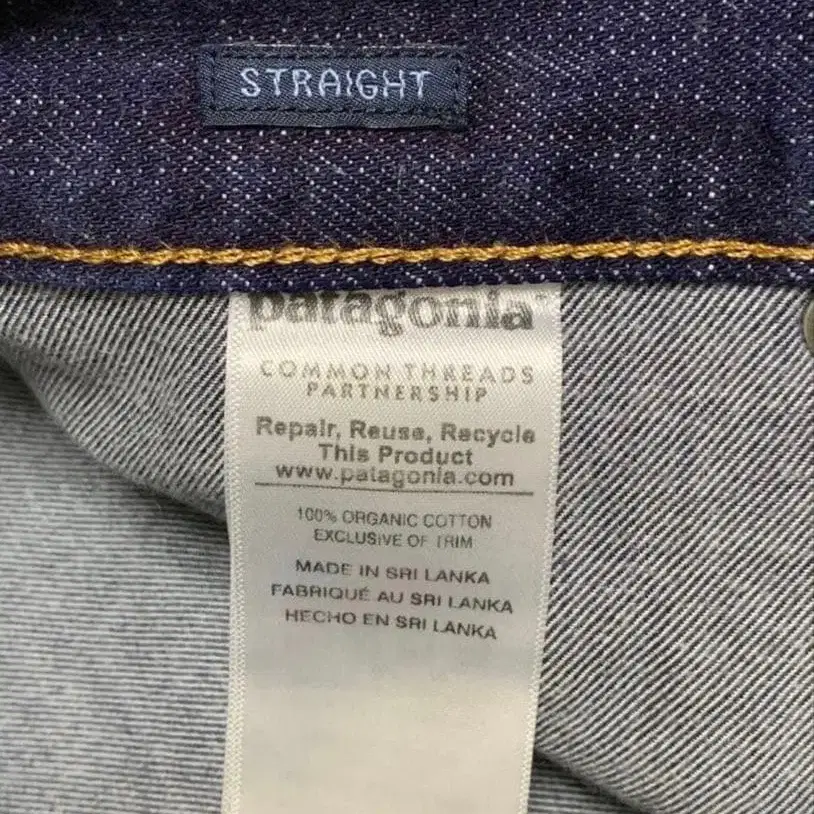 STRAIGHT
patagonia
COMMON THREADS
PARTNERSHIP
Repair, Reuse, Recycle
This Product
www.patagonia.com
100% ORGANIC COTTON
EXCLUSIVE OF TRIM
MADE IN SRI LANKA
FABRIQUÉ AU SRI LANKA
HECHO EN SRI LANKA